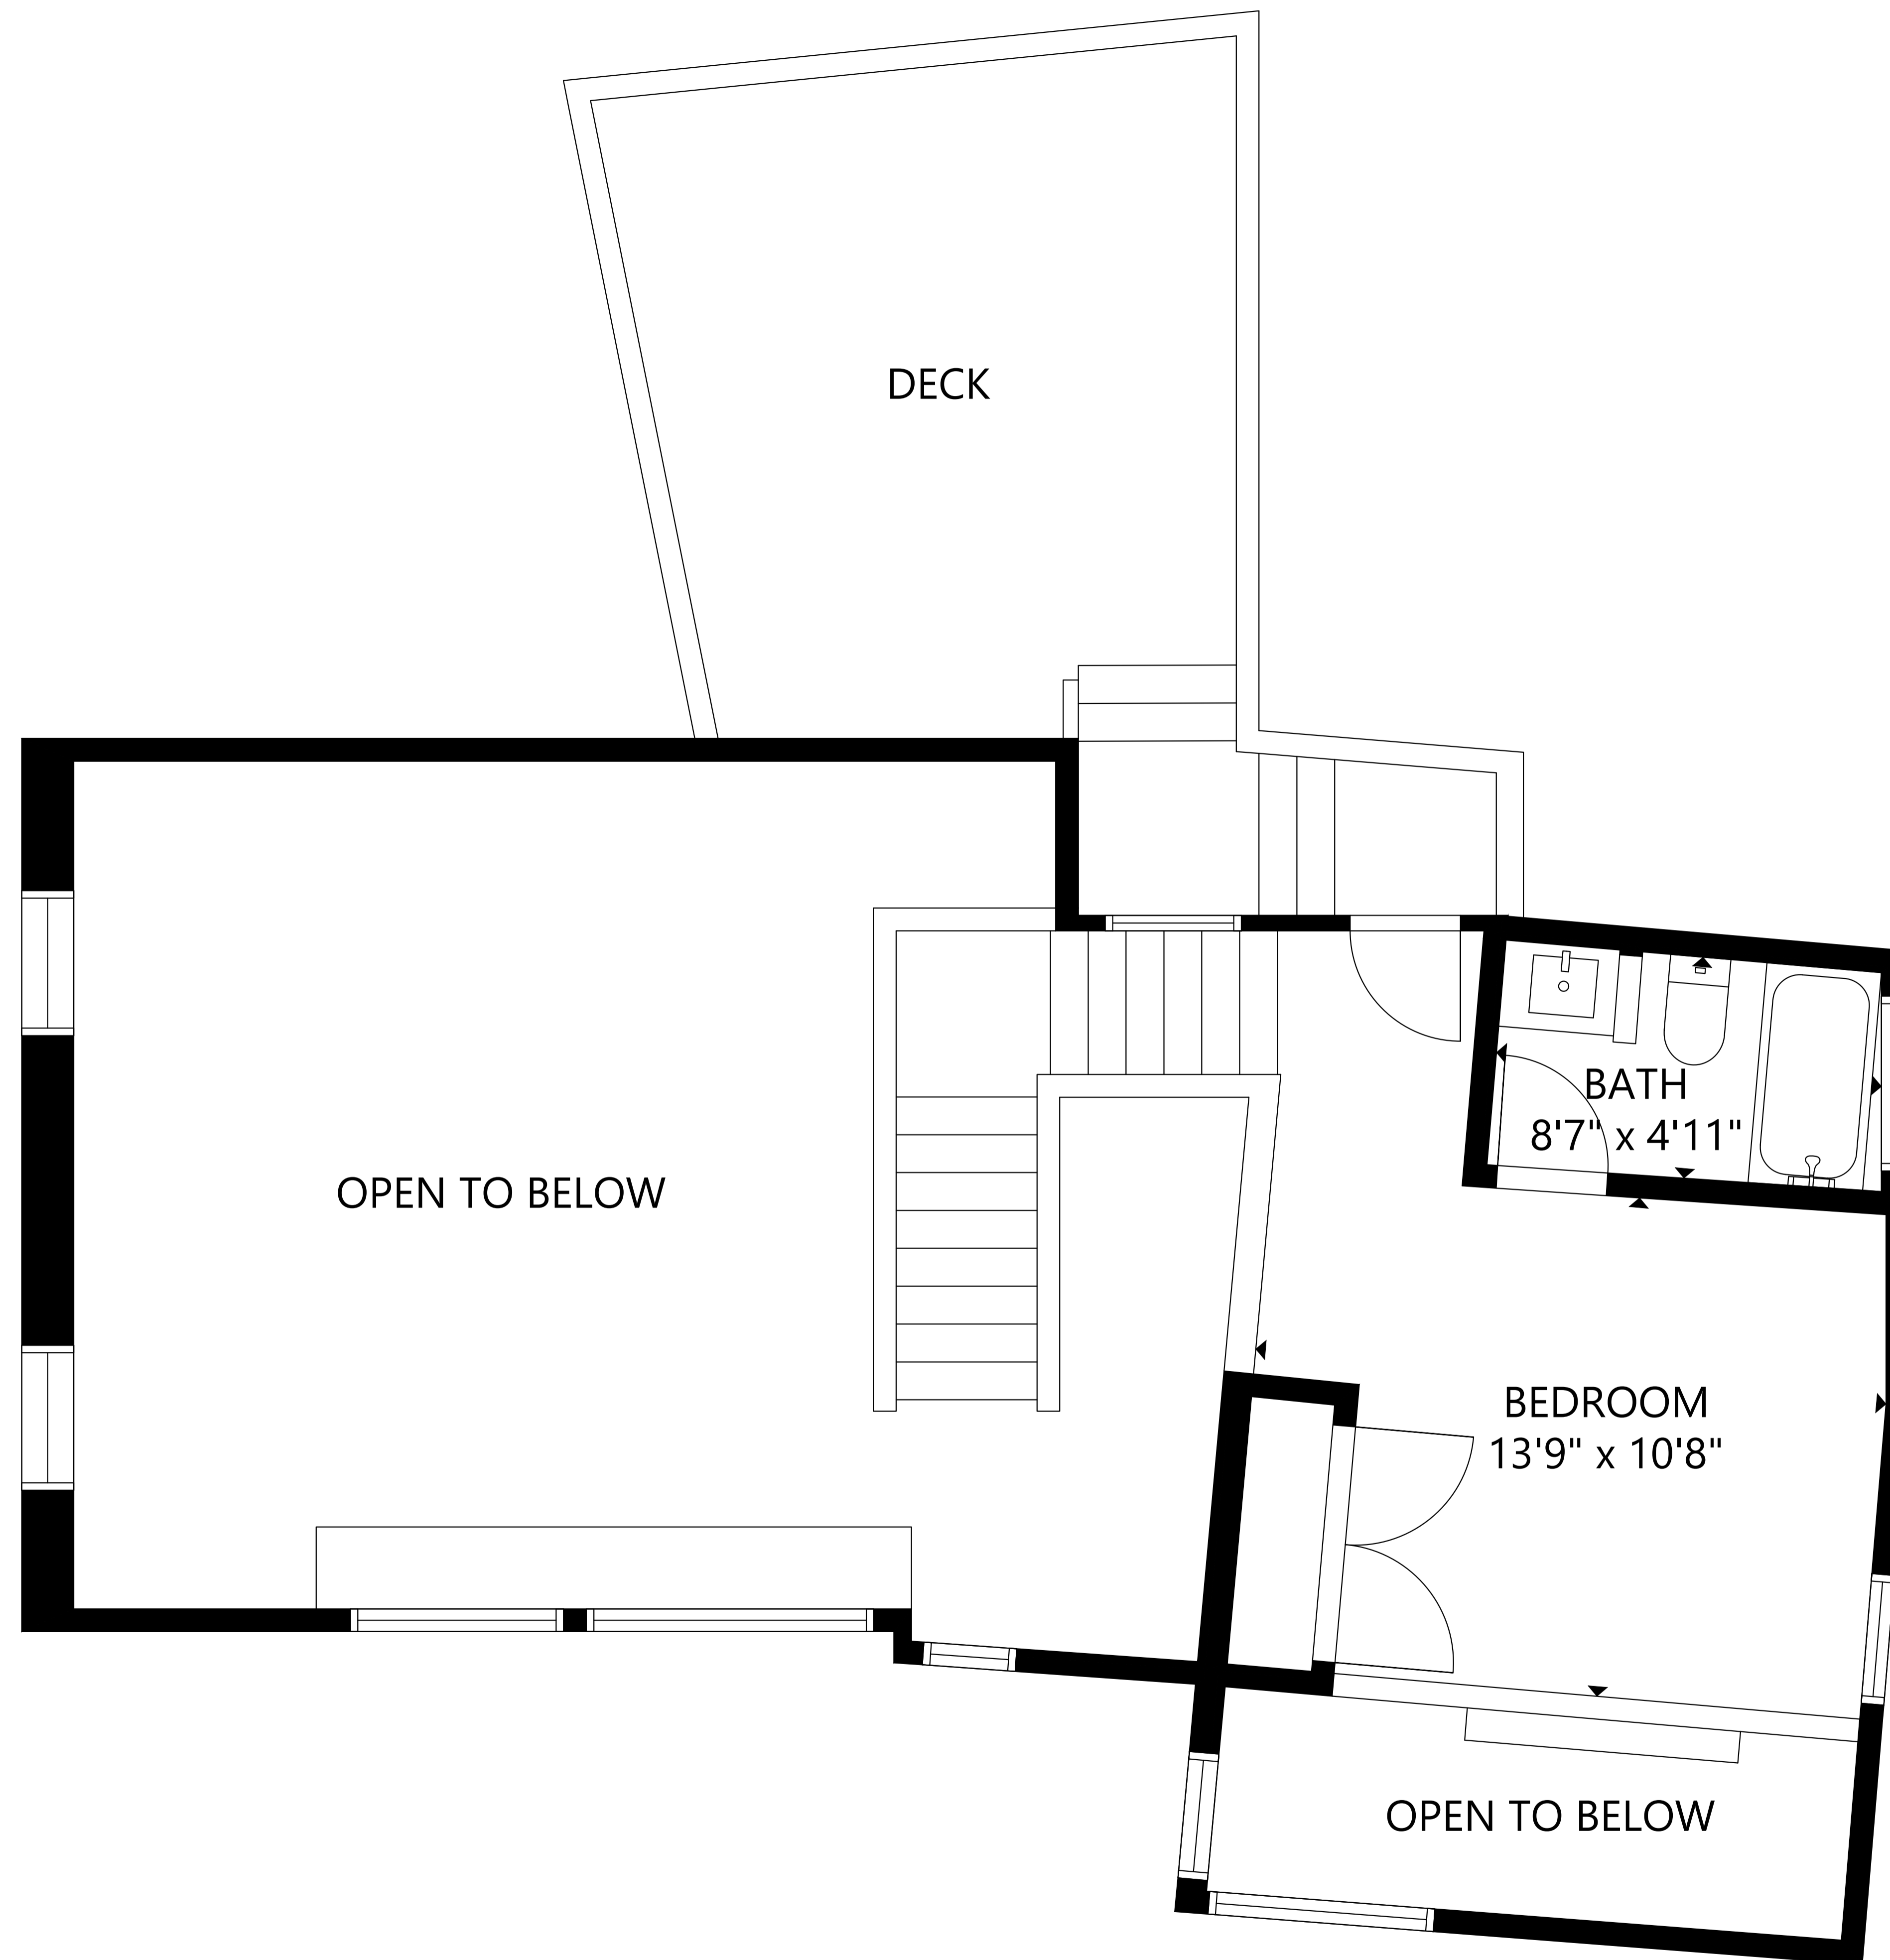 DECK
OPEN TO BELOW
BATH
8'7" x 4'11"
BEDROOM
13'9" x 10'8"
OPEN TO BELOW